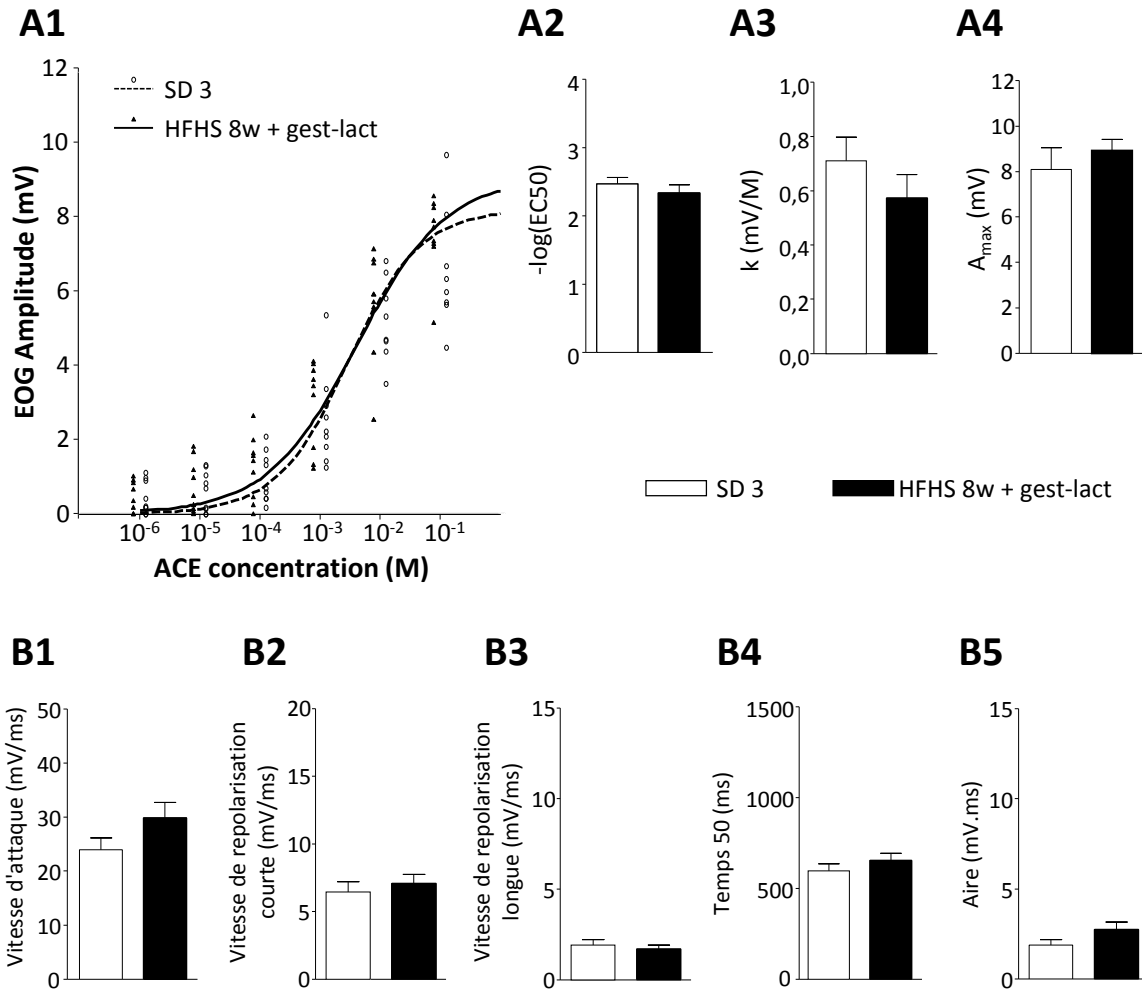 A1
A2
A3
A4
EOG Amplitude (mV)
12
10
8
6
4
2
0
SD 3
HFHS 8w + gest-lact
10-6
10-5
10-4
10-3
10-2
10-1
ACE concentration (M)
-log(EC50)
4
3
2
1
0
k (mV/M)
1,0
0,8
0,6
0,4
0,2
0,0
Amax (mV)
12
10
8
6
4
2
0
SD 3
HFHS 8w + gest-lact
B1
B2
B3
B4
B5
Vitesse d'attaque (mV/ms)
50
40
30
20
10
0
Vitesse de repolarisation
courte (mV/ms)
20
15
10
5
0
Vitesse de repolarisation
longue (mV/ms)
15
10
5
0
Temps 50 (ms)
1500
1000
500
0
Aire (mV.ms)
15
10
5
0